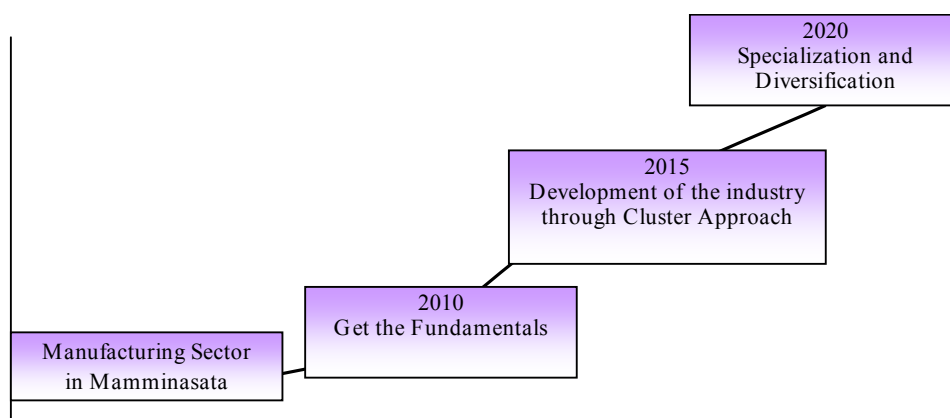 2020
Specialization and
Diversification
2015
Development of the industry
through Cluster Approach
2010
Get the Fundamentals
Manufacturing Sector
in Mamminasata